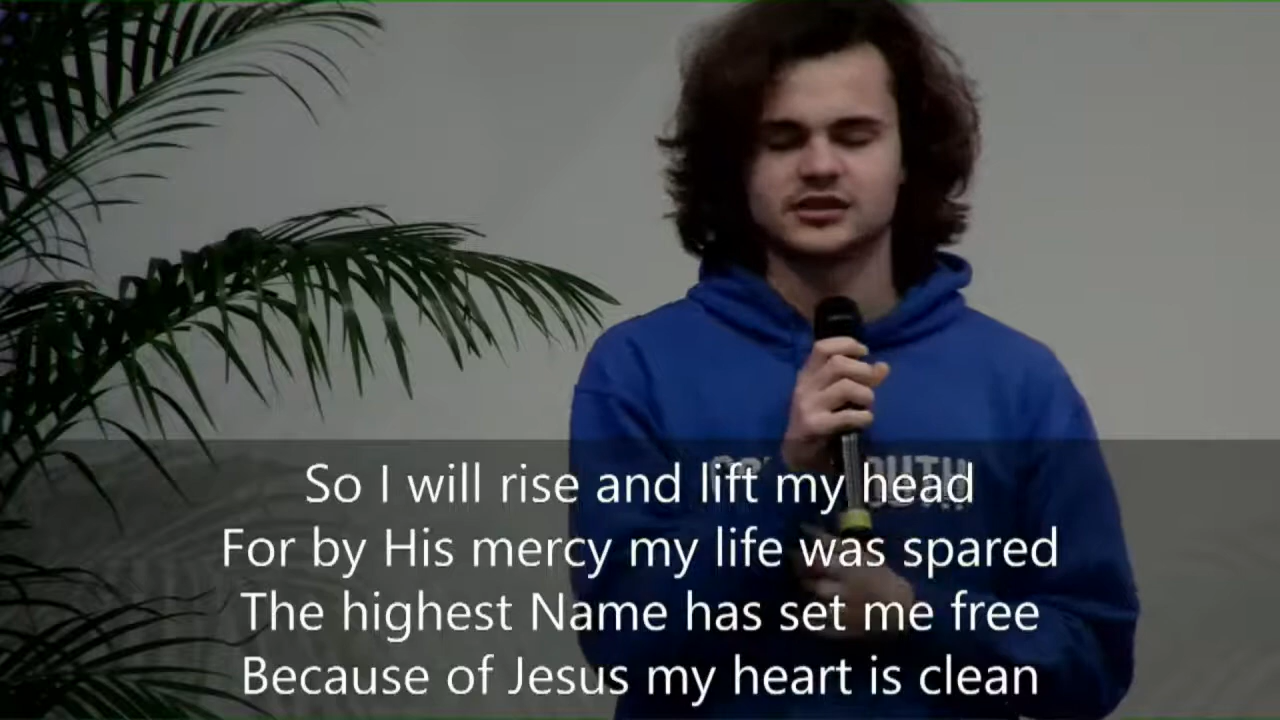 So I will rise and lift my head
For by His mercy my life was spared
The highest Name has set me free
Because of Jesus my heart is clean